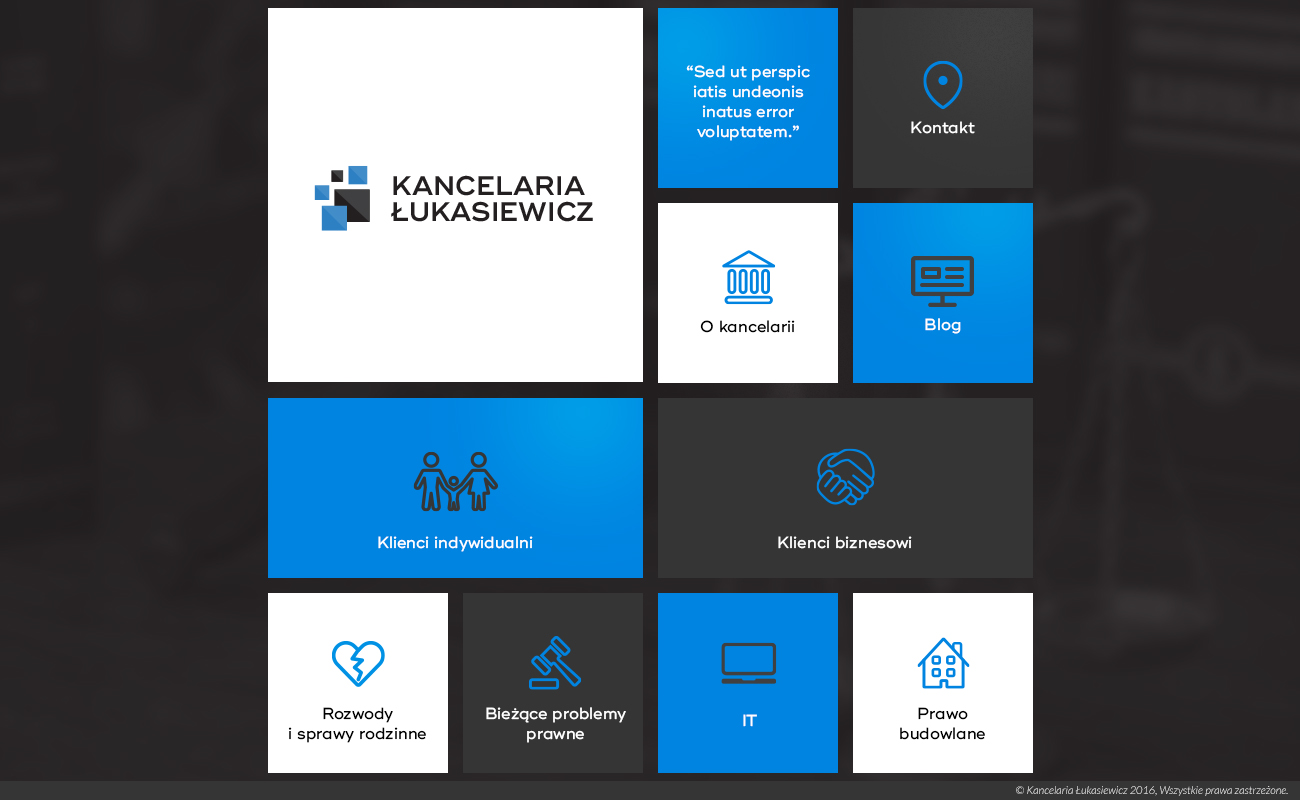 KANCELARIA
ŁUKASIEWICZ
“Sed ut perspic
iatis undeonis
inatus error
voluptatem.”
Kontakt
O kancelarii
Blog
Klienci indywidualni
Klienci biznesowi
Rozwody
i sprawy rodzinne
Bieżące problemy
prawne
IT
Prawo
budowlane
© Kancelaria Łukasiewicz 2016, Wszystkie prawa zastrzeżone.